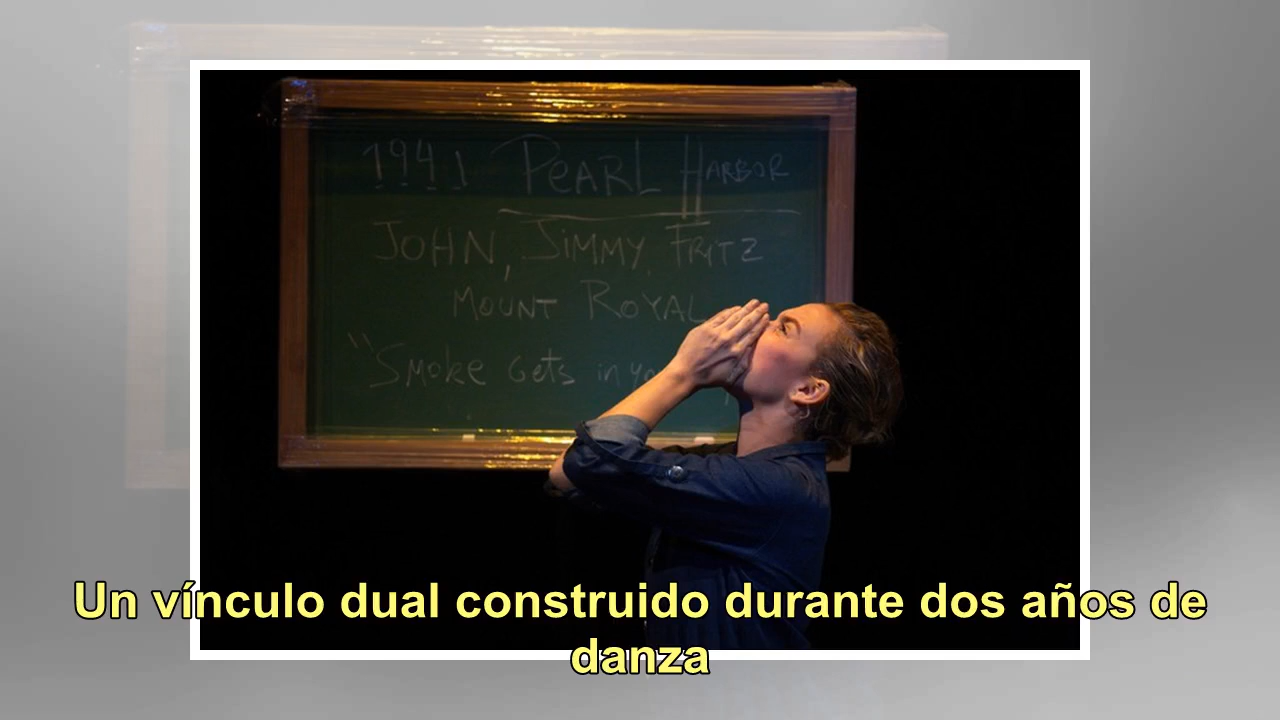 1941 PEARL HARBOR
JOHN, JIMMY, FRITZ
MOUNT ROYAL
"SMOKE GETS in
Un vínculo dual construido durante dos años de
danza